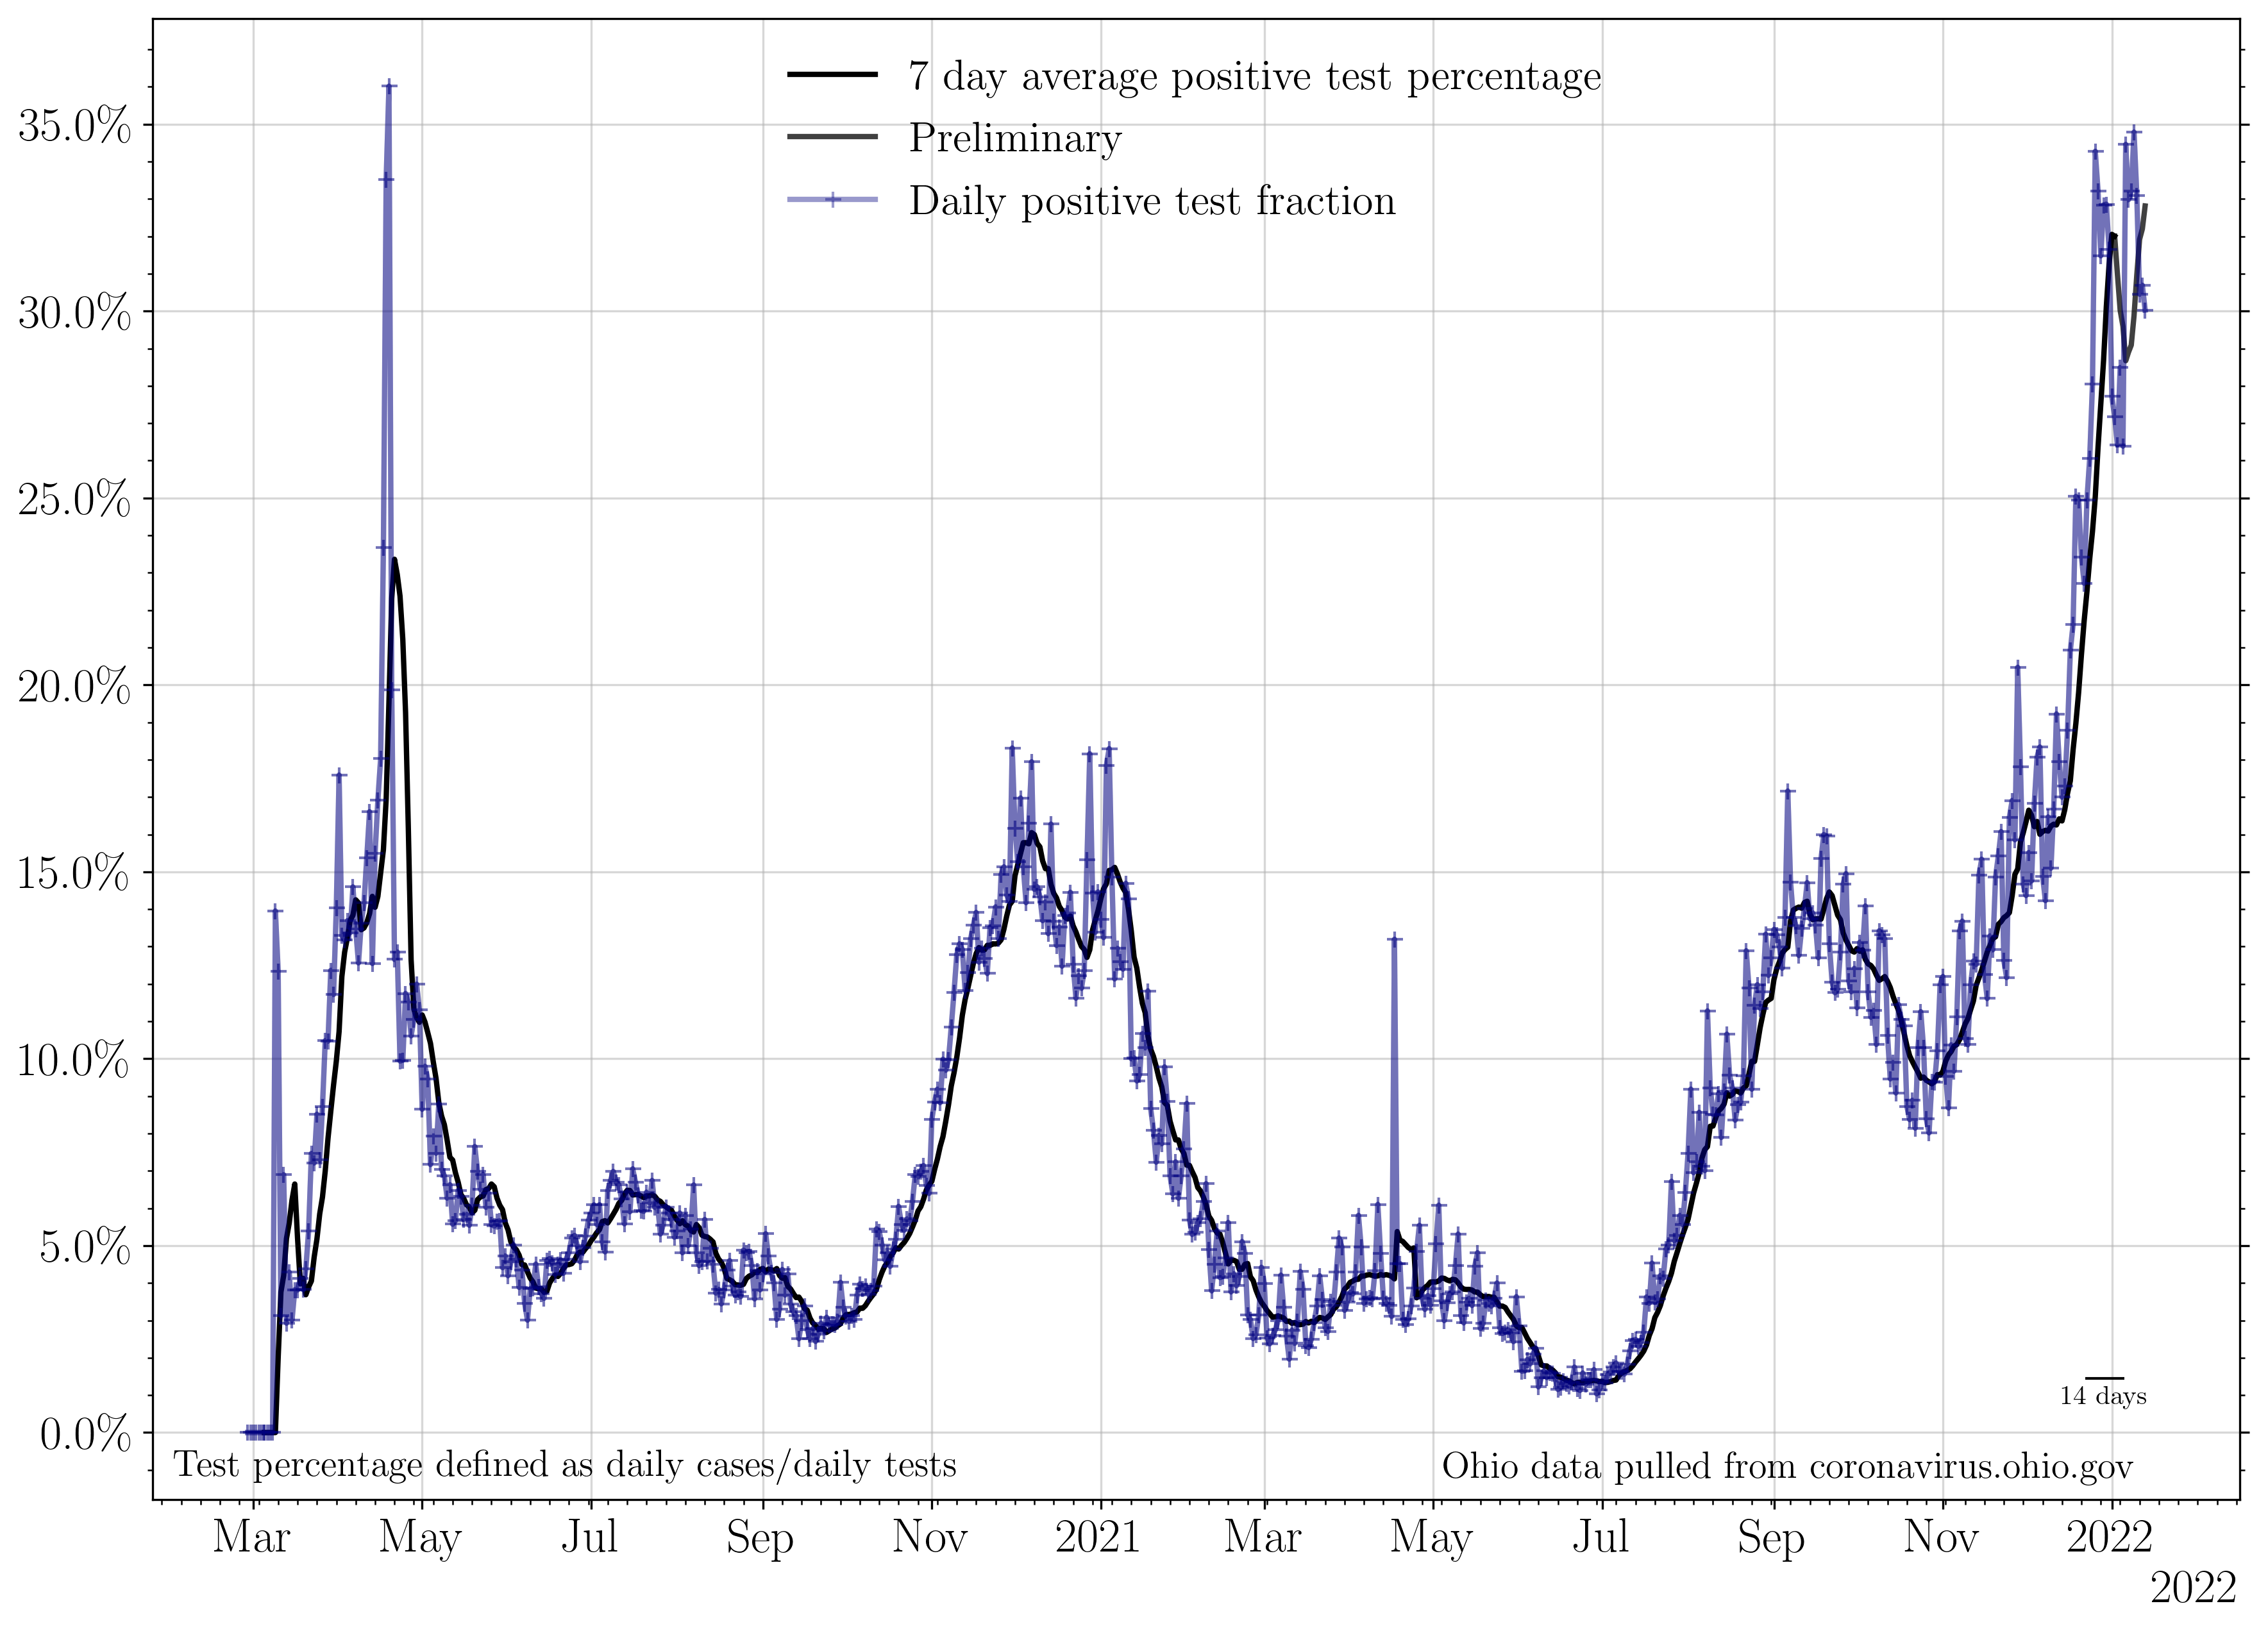 7 day average positive test percentage
Preliminary
Daily positive test fraction
35.0%
30.0%
25.0%
20.0%
15.0%
10.0%
5.0%
0.0%
14 days
Test percentage defined as daily cases/daily tests
Ohio data pulled from coronavirus.ohio.gov
Mar May Jul Sep Nov 2021 Mar May Jul Sep Nov 2022
2022